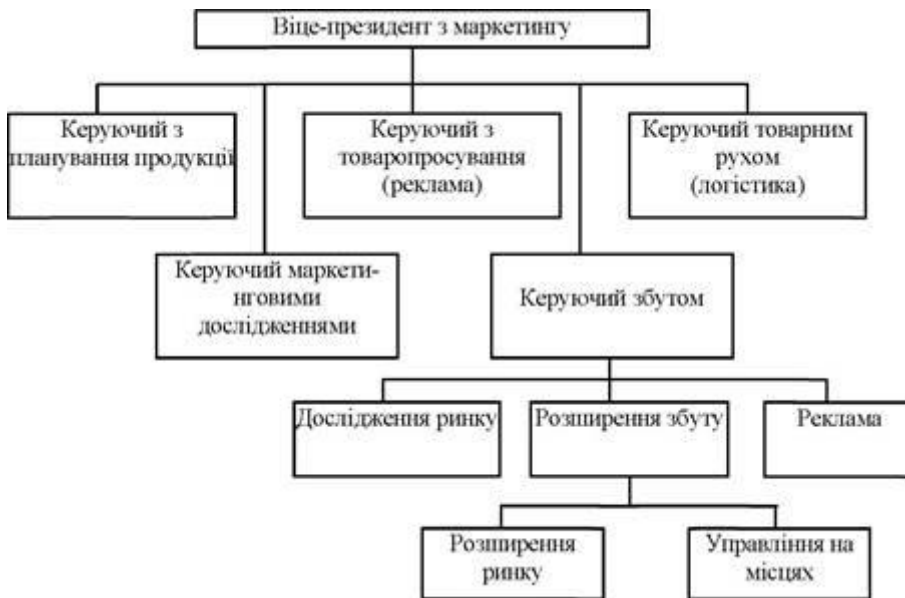 Віце-президент з маркетингу
Керуючий з
планування продукції
Керуючий з
товаропросування
(реклама)
Керуючий товарним
рухом
(логістика)
Керуючий маркети-
нговими
дослідженнями
Керуючий збутом
Дослідження ринку
Розширення збуту
Реклама
Розширення
ринку
Управління на
місцях